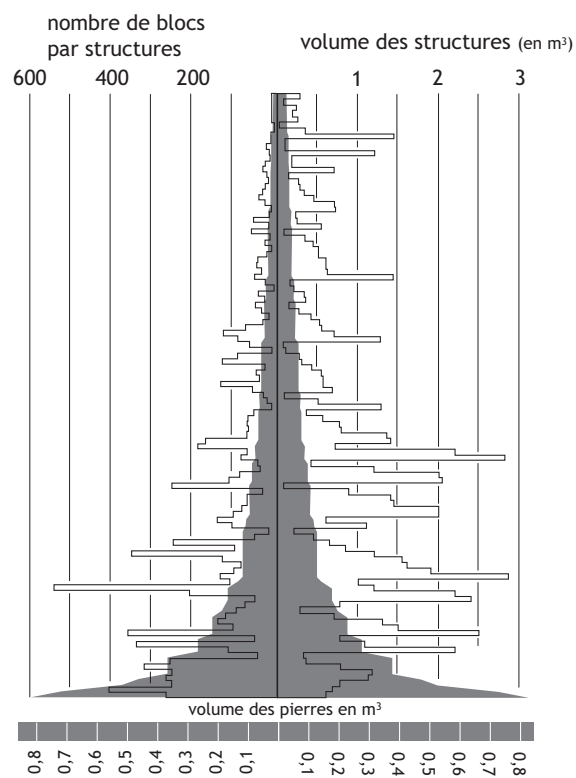 nombre de blocs
par structures
volume des structures (en m³)
600 400 200 1 2 3
volume des pierres en m³
0,8 0,7 0,6 0,5 0,4 0,3 0,2 0,1 0,1 0,2 0,3 0,4 0,5 0,6 0,7 0,8